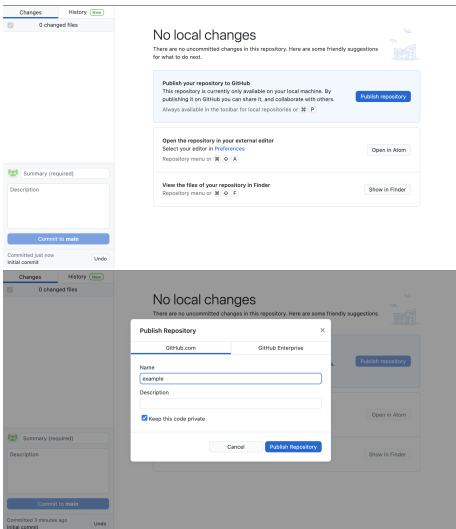 Changes
History New
0 changed files
No local changes
There are no uncommitted changes in this repository. Here are some friendly suggestions
for what to do next.
Publish your repository to GitHub
This repository is currently only available on your local machine. By
publishing it on GitHub you can share it, and collaborate with others.
Always available in the toolbar for local repositories or ⌘ P
Publish repository
Open the repository in your external editor
Select your editor in Preferences
Repository menu or ⌘ ⇧ A
Open in Atom
View the files of your repository in Finder
Repository menu or ⌘ ⇧ F
Show in Finder
Summary (required)
Description
Commit to main
Committed just now
Initial commit
Undo
Changes
History New
0 changed files
No local changes
There are no uncommitted changes in this repository. Here are some friendly suggestions
Publish Repository
×
GitHub.com
GitHub Enterprise
Name
example
Description
Keep this code private
Cancel
Publish Repository
s.
Publish repository
Open in Atom
Show in Finder
Summary (required)
Description
Commit to main
Committed 3 minutes ago
Initial commit
Undo